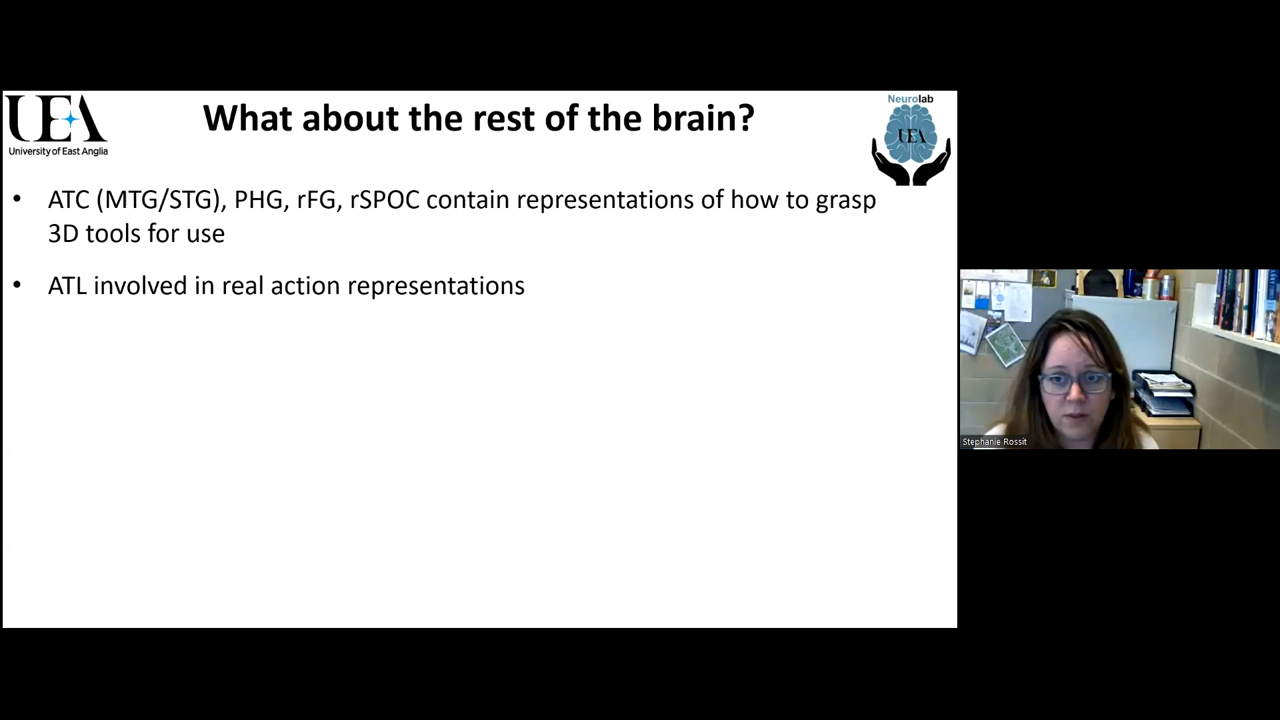 UEA
University of East Anglia
What about the rest of the brain?
Neurolab
UEA
• ATC (MTG/STG), PHG, rFG, rSPOC contain representations of how to grasp
3D tools for use
• ATL involved in real action representations
Stephanie Rossit